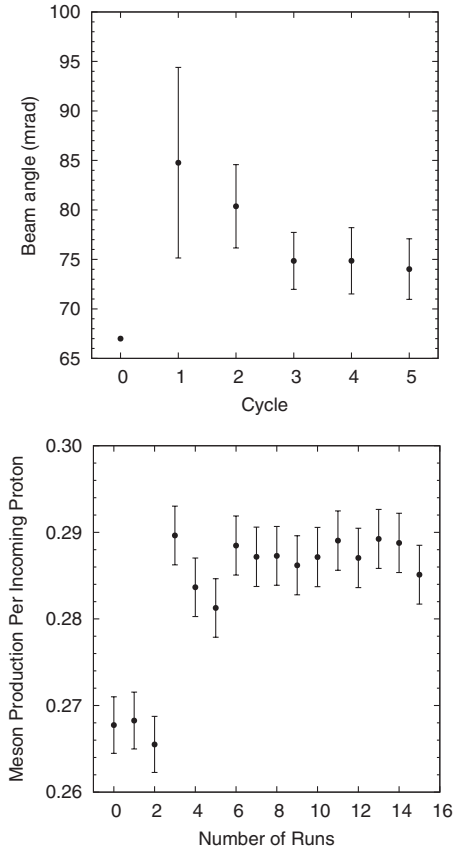 100
95
90
85
80
75
70
65
Beam angle (mrad)
0 1 2 3 4 5
Cycle
0.30
0.29
0.28
0.27
0.26
Meson Production Per Incoming Proton
0 2 4 6 8 10 12 14 16
Number of Runs